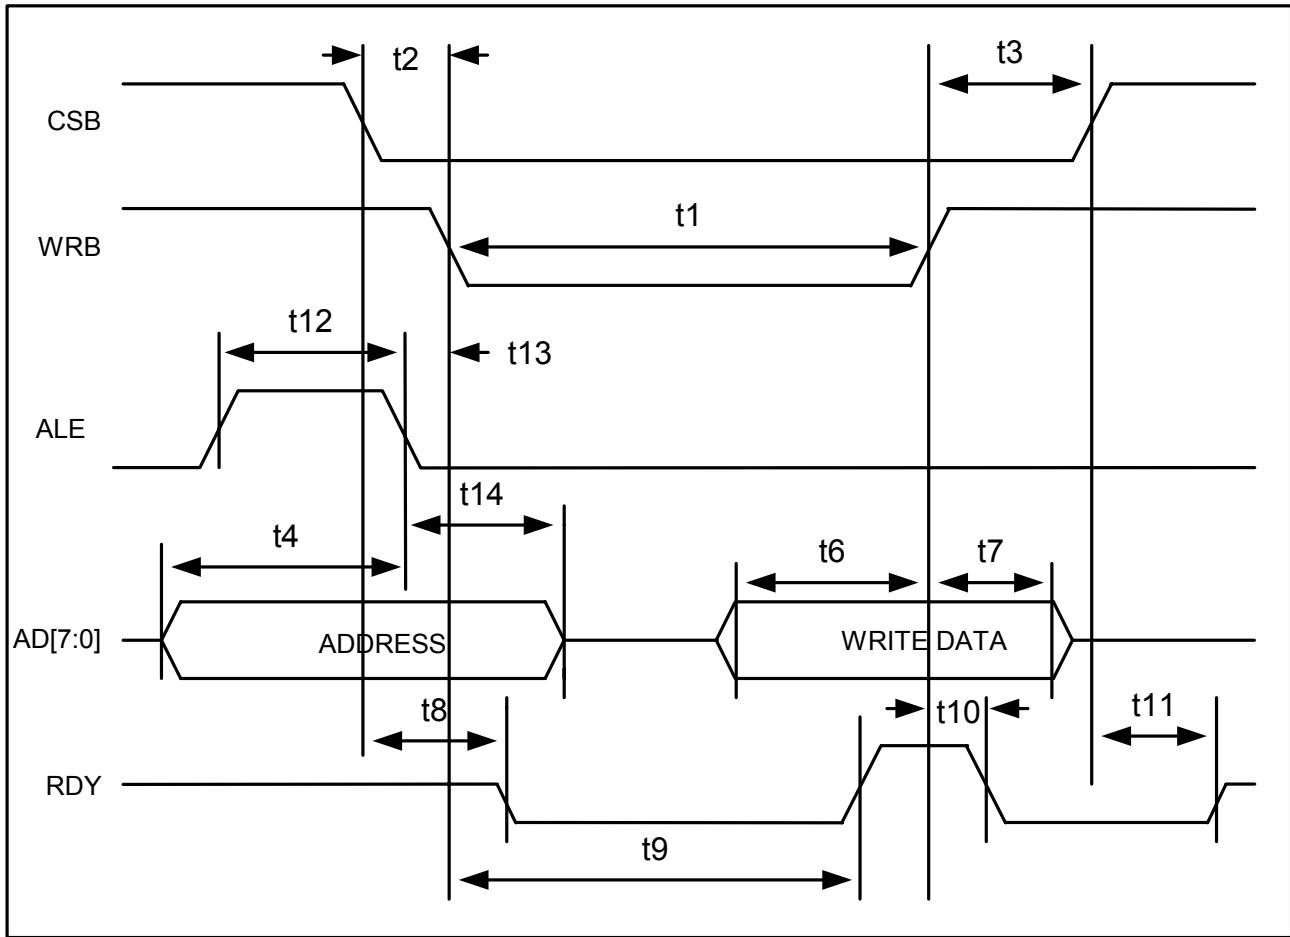 t2
t3
CSB
t1
WRB
t12
t13
ALE
t14
t4
t6
t7
AD[7:0]
ADDRESS
WRITE DATA
t8
t10
t11
RDY
t9